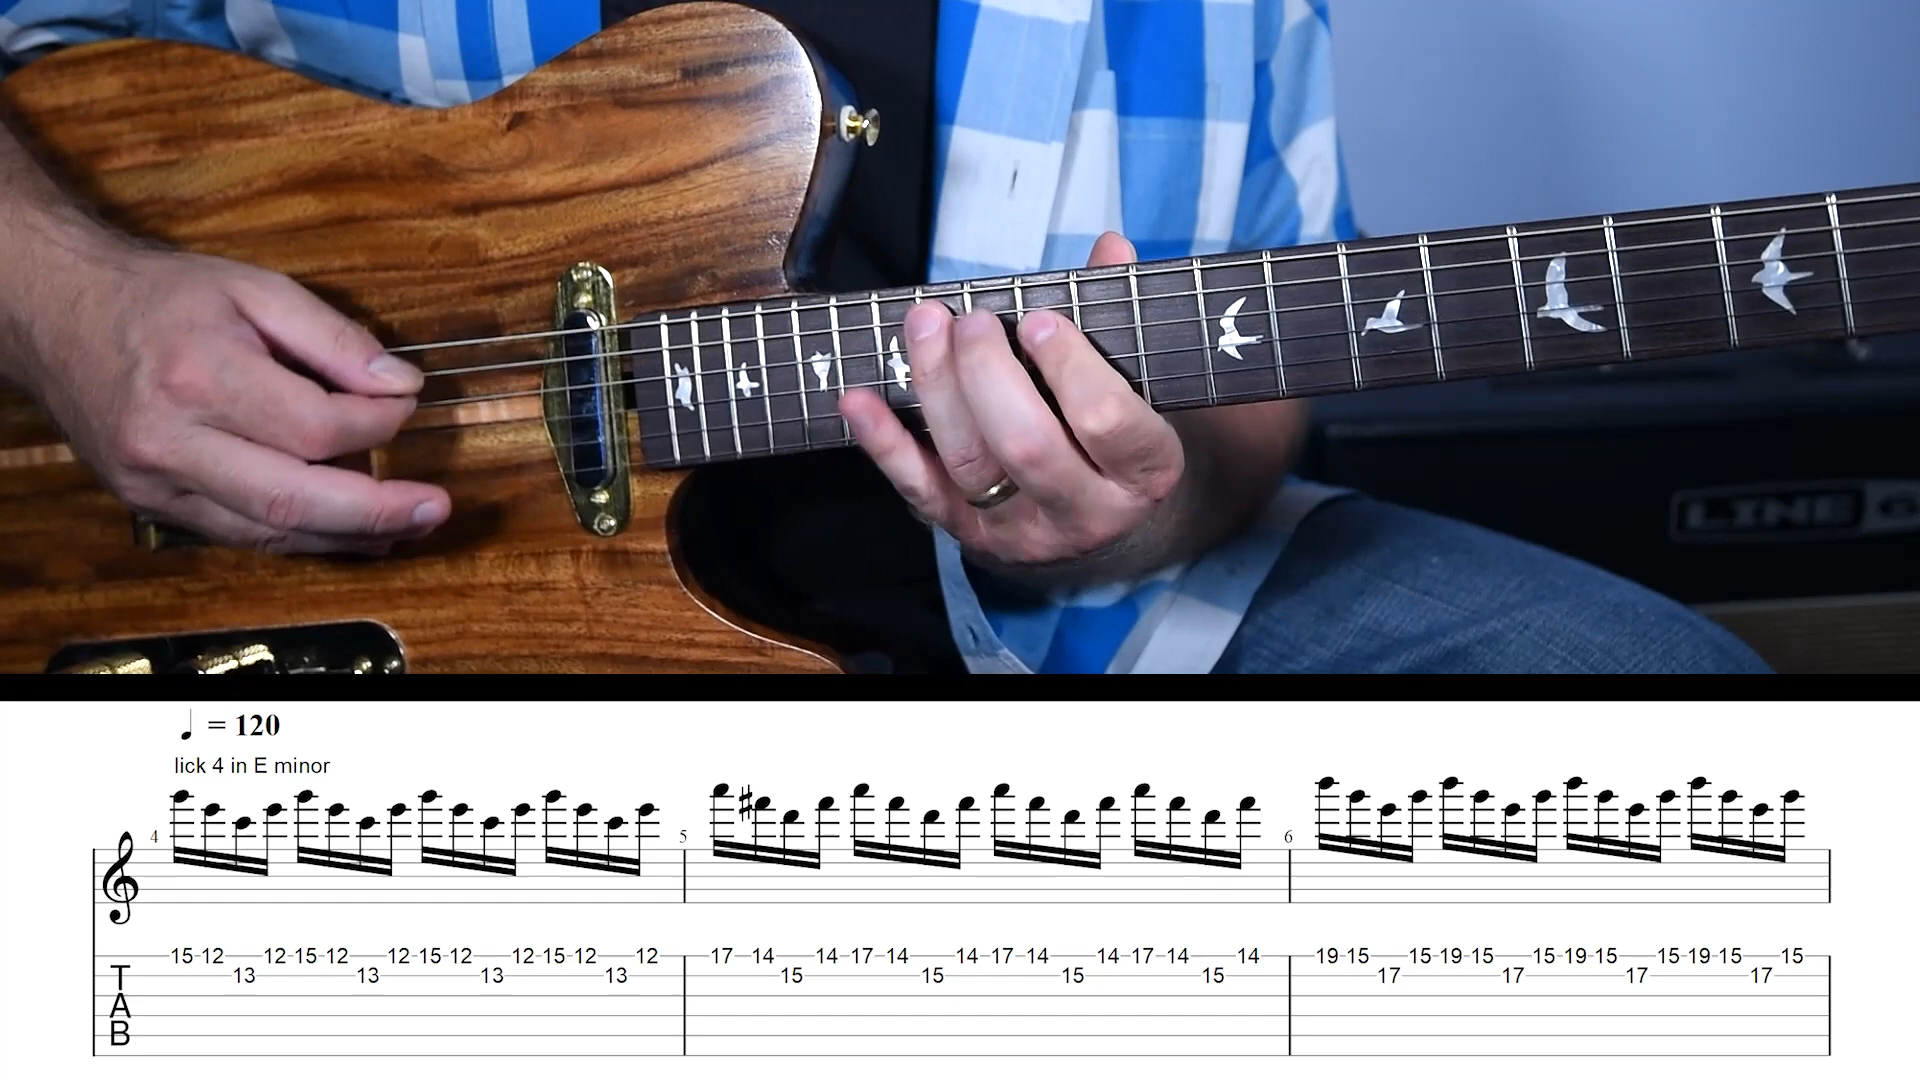 LINE 6
♩ = 120
lick 4 in E minor
4 5 6
15 12 12 15 12 12 15 12 12 15 12 12 17 14 14 17 14 14 17 14 14 17 14 14 19 15 15 19 15 15 19 15 15 19 15 15
13 13 13 13 15 15 15 15 17 17 17 17
T
A
B